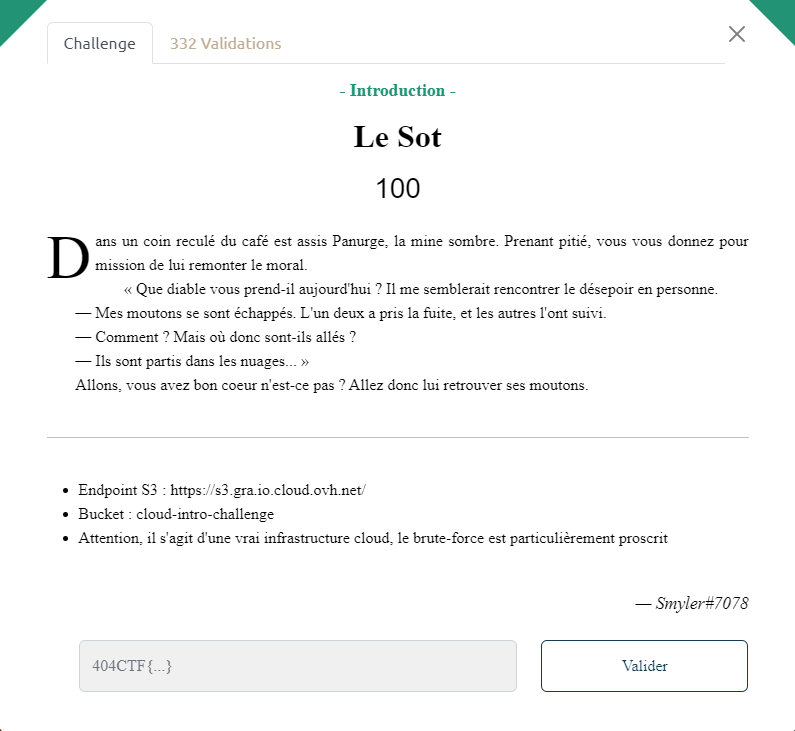 Challenge
332 Validations
- Introduction -
Le Sot
100
Dans un coin reculé du café est assis Panurge, la mine sombre. Prenant pitié, vous vous donnez pour
mission de lui remonter le moral.
« Que diable vous prend-il aujourd'hui ? Il me semblerait rencontrer le désepoir en personne.
— Mes moutons se sont échappés. L'un deux a pris la fuite, et les autres l'ont suivi.
— Comment ? Mais où donc sont-ils allés ?
— Ils sont partis dans les nuages... »
Allons, vous avez bon coeur n'est-ce pas ? Allez donc lui retrouver ses moutons.
• Endpoint S3 : https://s3.gra.io.cloud.ovh.net/
• Bucket : cloud-intro-challenge
• Attention, il s'agit d'une vrai infrastructure cloud, le brute-force est particulièrement proscrit
— Smyler#7078
404CTF{...}
Valider